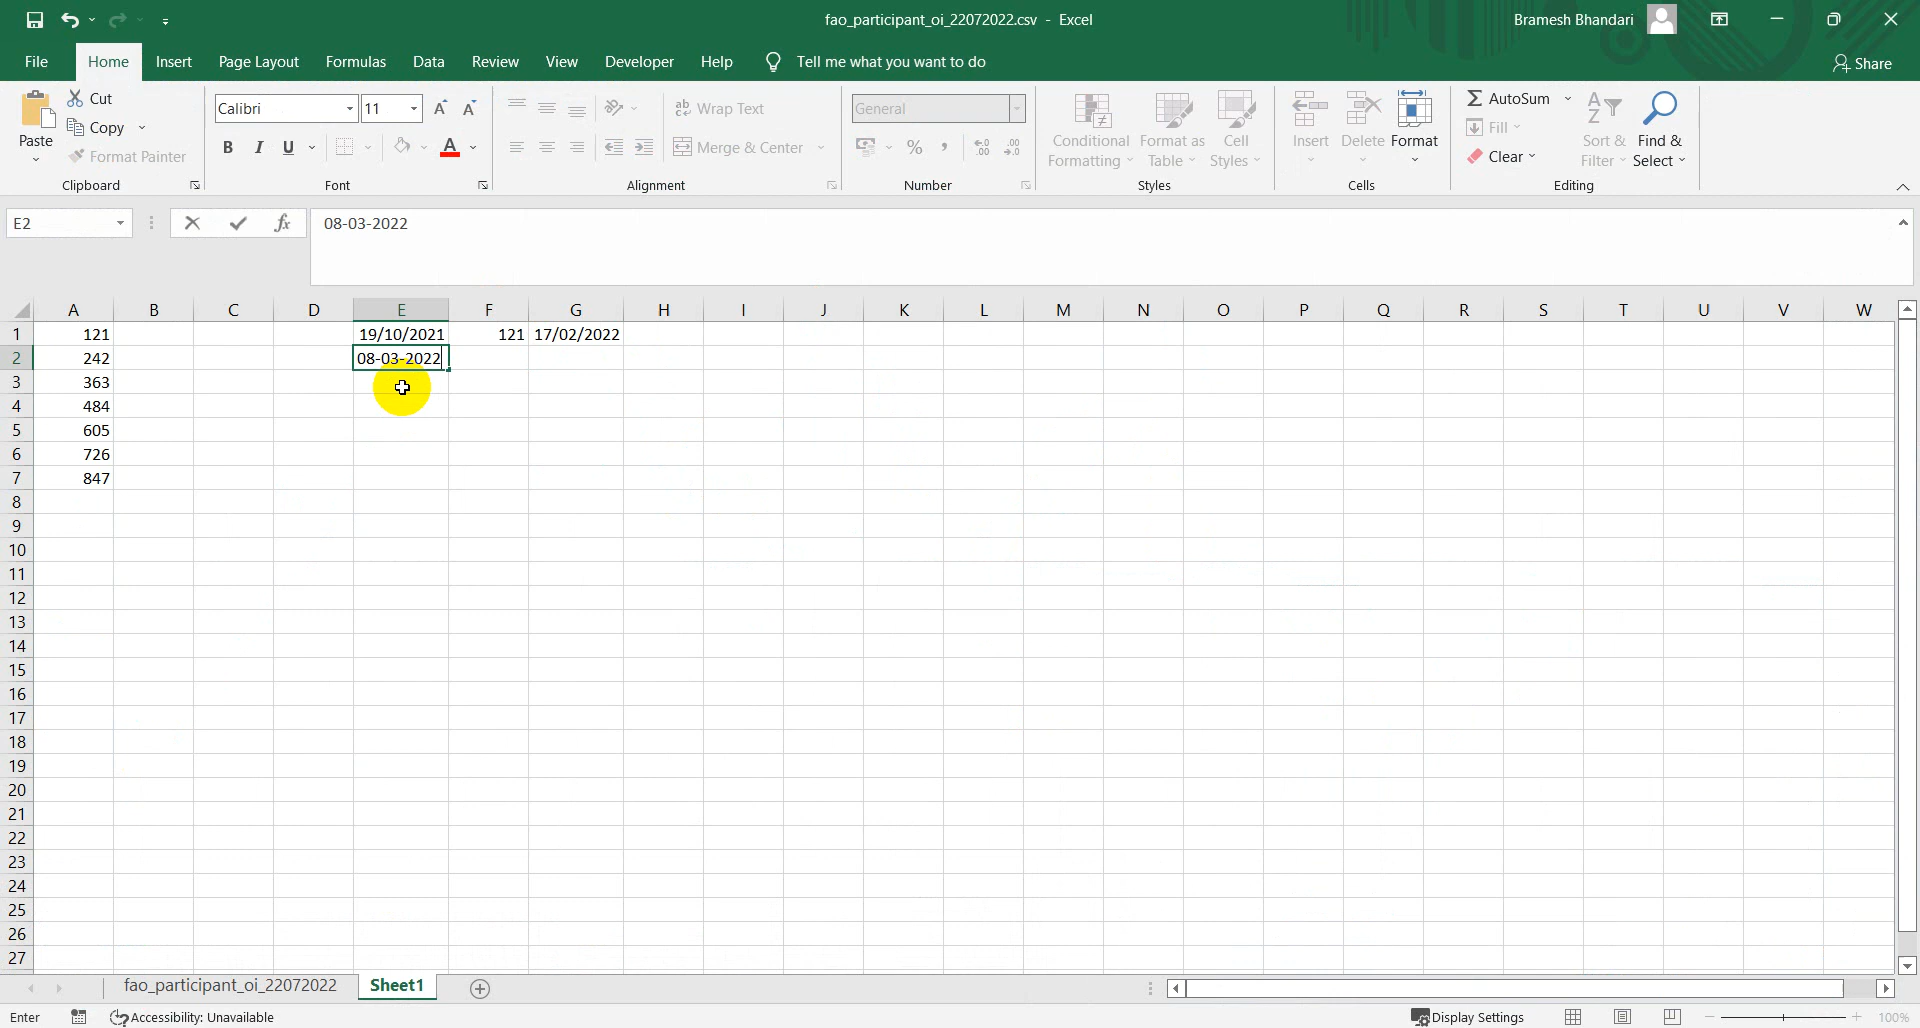 fao_participant_oi_22072022.csv - Excel
Bramesh Bhandari
File Home Insert Page Layout Formulas Data Review View Developer Help Tell me what you want to do Share
Paste
Cut
Copy
Format Painter
Clipboard
Calibri 11 A A
B I U A
Font
ab Wrap Text
Merge & Center
Alignment
General
% , .00 .00
Number
Conditional Formatting
Format as Table
Cell Styles
Styles
Insert Delete Format
Cells
AutoSum
Fill
Clear
Sort & Filter
Find & Select
Editing
E2 fx 08-03-2022
A B C D E F G H I J K L M N O P Q R S T U V W
1 121 19/10/2021 121 17/02/2022
2 242 08-03-2022
3 363
4 484
5 605
6 726
7 847
8
9
10
11
12
13
14
15
16
17
18
19
20
21
22
23
24
25
26
27
fao_participant_oi_22072022 Sheet1
Enter Accessibility: Unavailable Display Settings 100%